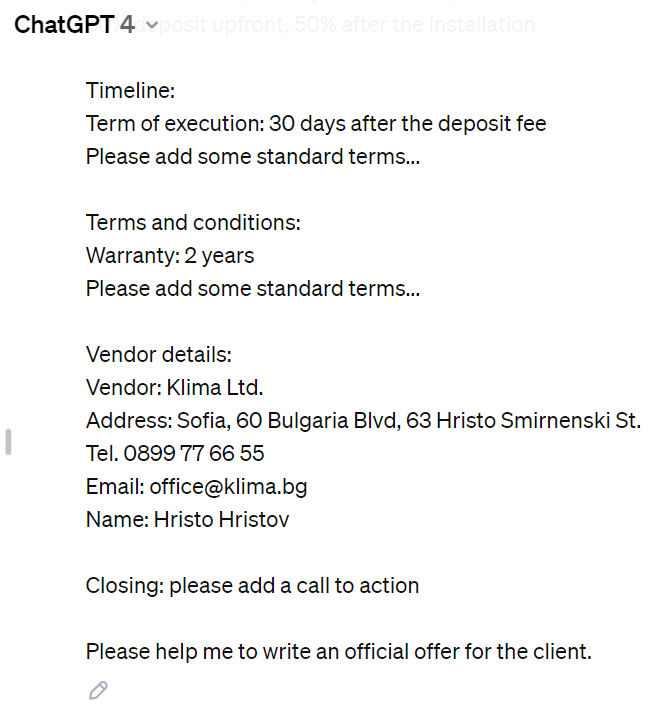 ChatGPT 4
deposit upfront, 50% after the installation
Timeline:
Term of execution: 30 days after the deposit fee
Please add some standard terms...
Terms and conditions:
Warranty: 2 years
Please add some standard terms...
Vendor details:
Vendor: Klima Ltd.
Address: Sofia, 60 Bulgaria Blvd, 63 Hristo Smirnenski St.
Tel. 0899 77 66 55
Email: office@klima.bg
Name: Hristo Hristov
Closing: please add a call to action
Please help me to write an official offer for the client.